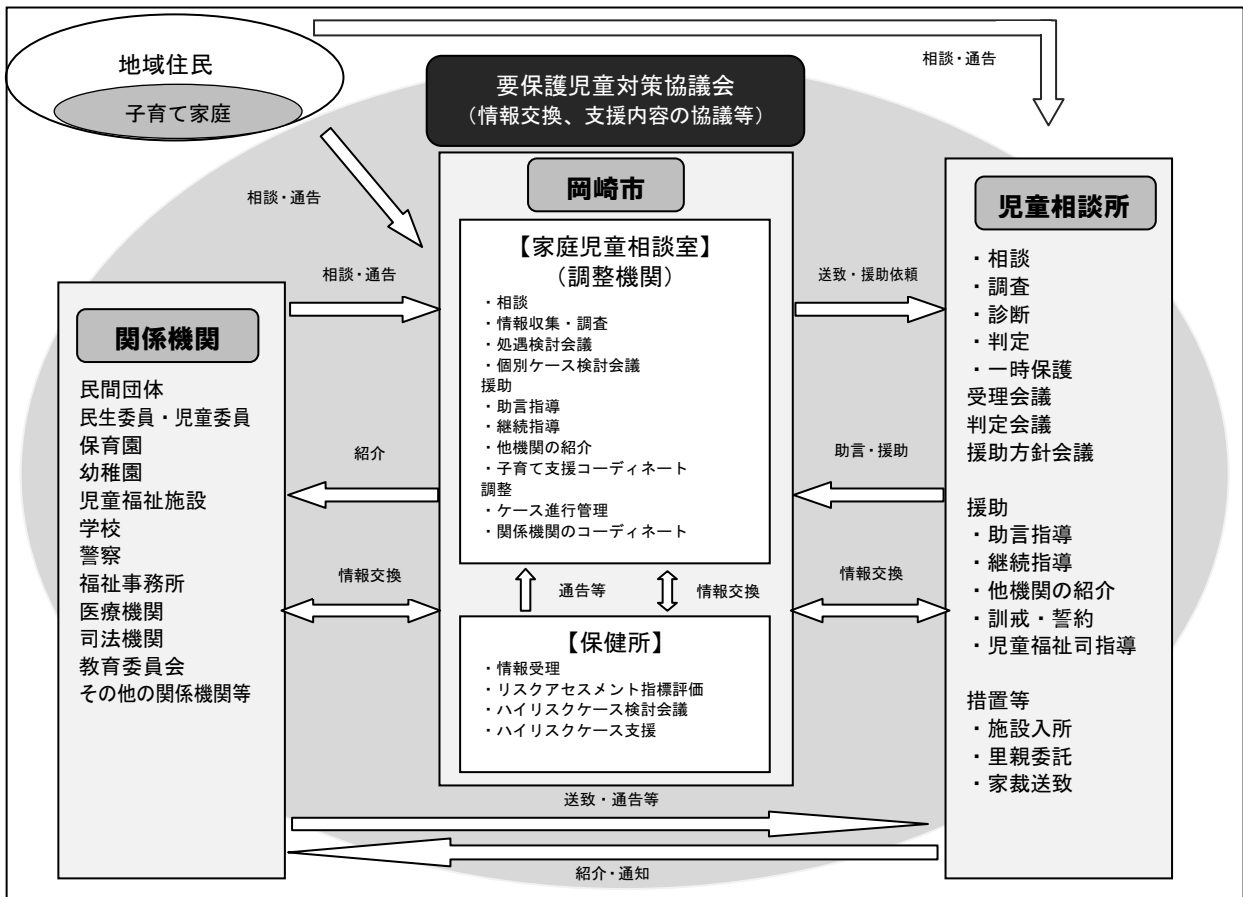 地域住民
子育て家庭
相談・通告
要保護児童対策協議会
（情報交換、支援内容の協議等）
相談・通告
関係機関
民間団体
民生委員・児童委員
保育園
幼稚園
児童福祉施設
学校
警察
福祉事務所
医療機関
司法機関
教育委員会
その他の関係機関等
相談・通告
紹介
情報交換
岡崎市
【家庭児童相談室】
（調整機関）
・相談
・情報収集・調査
・処遇検討会議
・個別ケース検討会議
援助
・助言指導
・継続指導
・他機関の紹介
・子育て支援コーディネート
調整
・ケース進行管理
・関係機関のコーディネート
通告等
情報交換
【保健所】
・情報受理
・リスクアセスメント指標評価
・ハイリスクケース検討会議
・ハイリスクケース支援
送致・援助依頼
助言・援助
情報交換
児童相談所
・相談
・調査
・診断
・判定
・一時保護
受理会議
判定会議
援助方針会議
援助
・助言指導
・継続指導
・他機関の紹介
・訓戒・誓約
・児童福祉司指導
措置等
・施設入所
・里親委託
・家裁送致
送致・通告等
紹介・通知